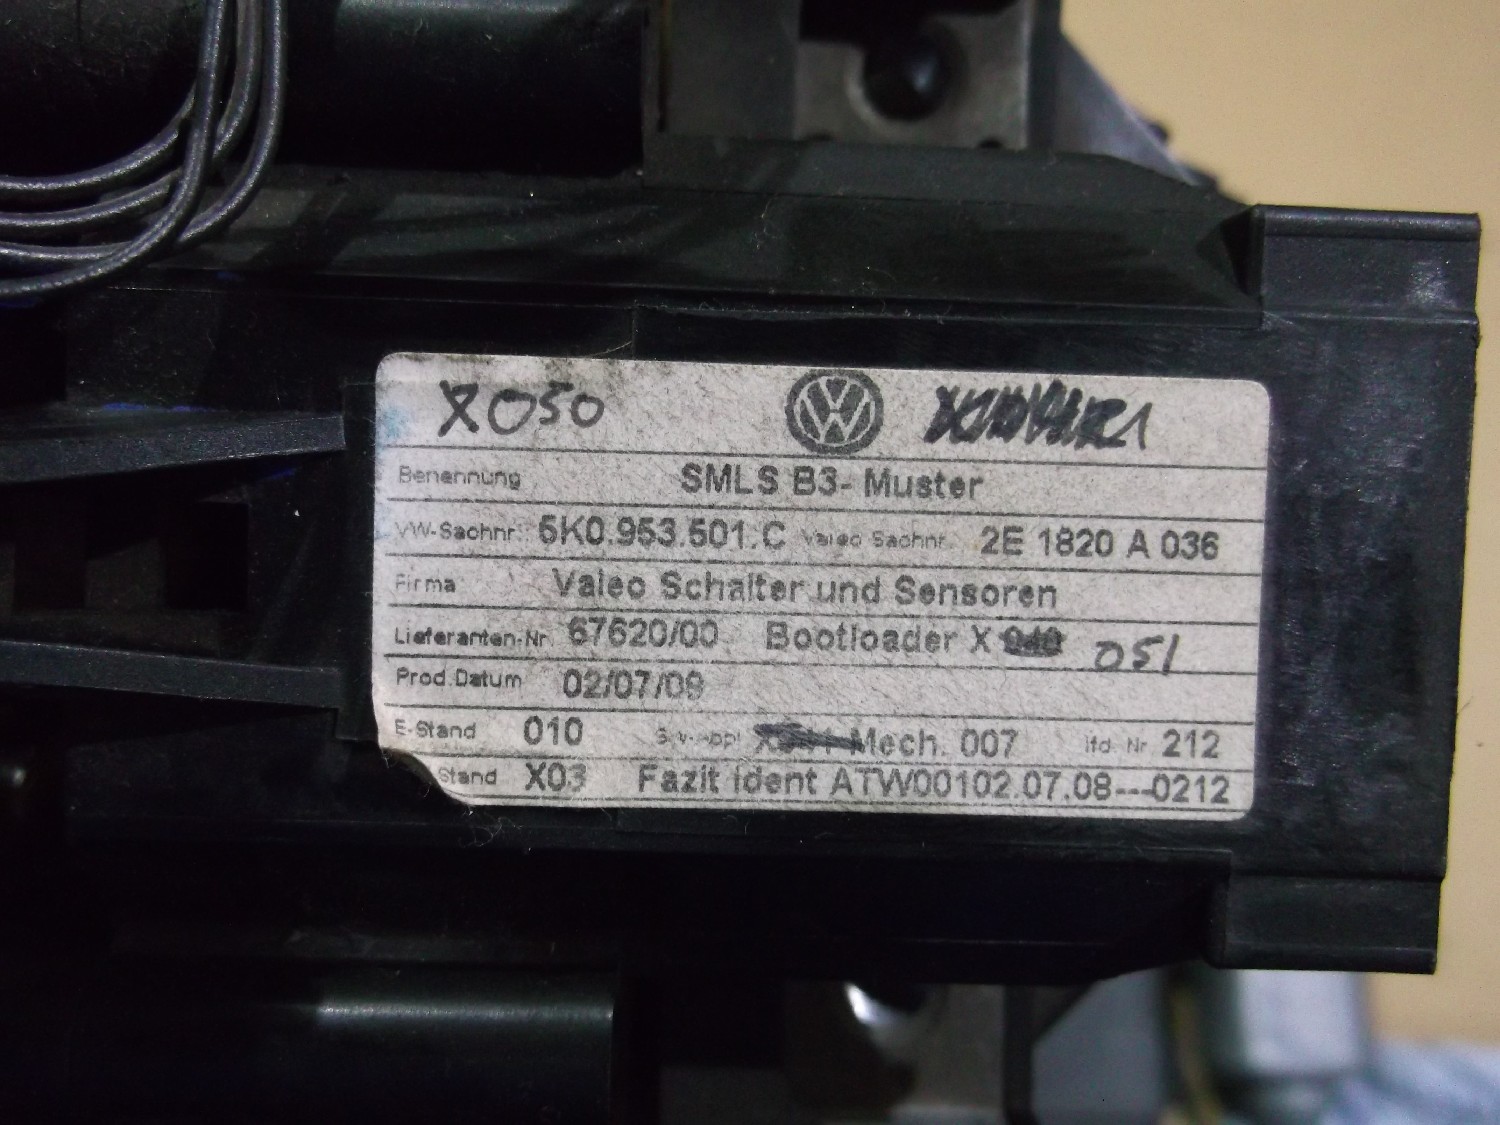 X050
Benennung SMLS B3- Muster
VW-Sachnr: 5K0.953.501.C Valeo Sachnr. 2E 1820 A 036
Firma Valeo Schalter und Sensoren
Lieferanten-Nr. 67620/00 Bootloader X 051
Prod.Datum 02/07/08
E-Stand 010 Mech. 007 lfd. Nr 212
Stand X03 Fazit Ident ATW00102.07.08---0212